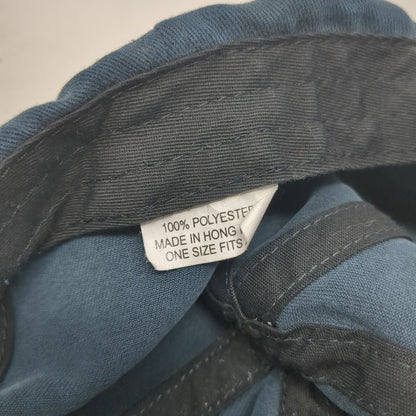 100% POLYESTER
MADE IN HONG
ONE SIZE FITS